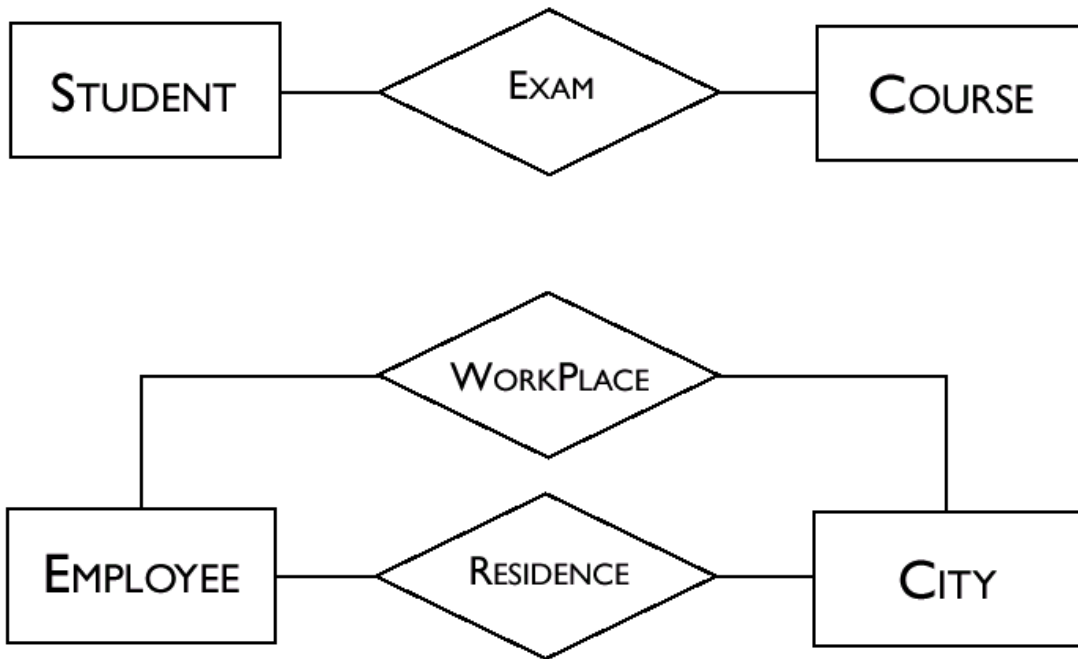 Student
Exam
Course
WorkPlace
Employee
Residence
City